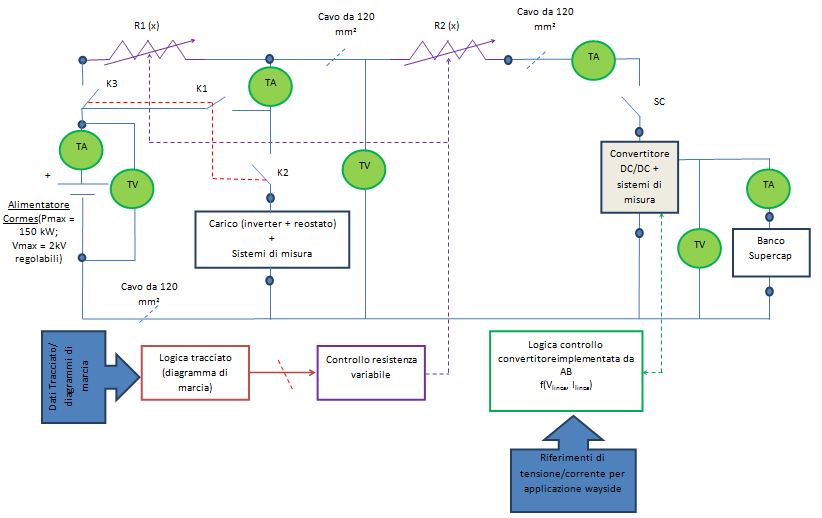 Cavo da 120
mm²
R1 (x)
R2 (x)
Cavo da 120
mm²
TA
K3
K1
TA
SC
TA
K2
TV
TV
+
Convertitore
DC/DC +
sistemi di
misura
TA
Alimentatore
Cormes(Pmax =
150 kW;
Vmax = 2kV
regolabili)
Carico (inverter + reostato)
+
Sistemi di misura
TV
Banco
Supercap
Cavo da 120
mm²
Dati Tracciato/
diagrammi di
marcia
Logica tracciato
(diagramma di
marcia)
Controllo resistenza
variabile
Logica controllo
convertitoreimplementata da
AB
f(Vlinea, Ilinea)
Riferimenti di
tensione/corrente per
applicazione wayside